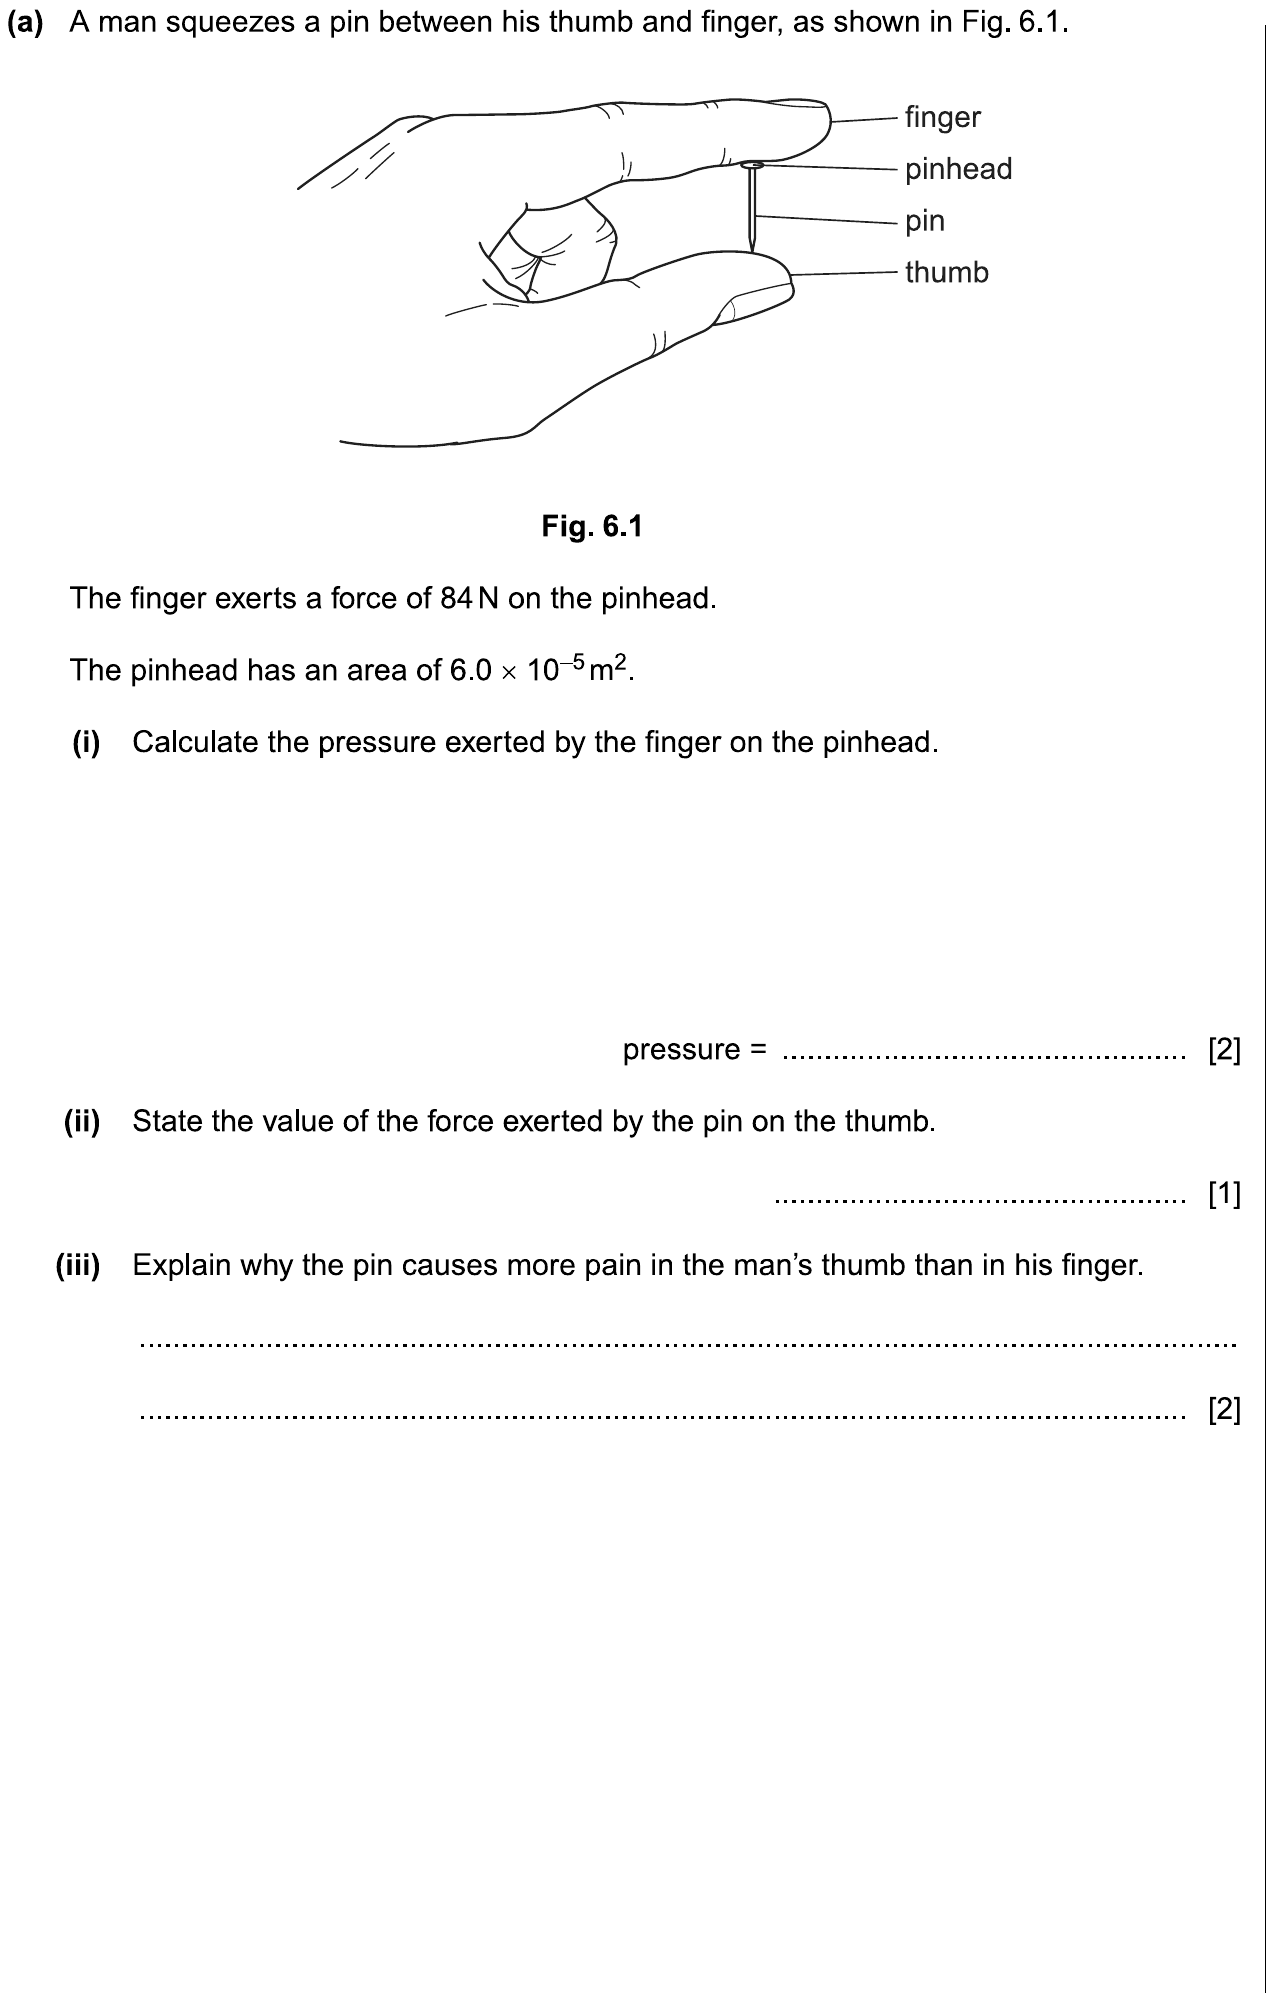 (a) A man squeezes a pin between his thumb and finger, as shown in Fig. 6.1.
finger
pinhead
pin
thumb
Fig. 6.1
The finger exerts a force of 84 N on the pinhead.
The pinhead has an area of 6.0 × 10⁻⁵ m².
(i) Calculate the pressure exerted by the finger on the pinhead.
pressure = ................................................ [2]
(ii) State the value of the force exerted by the pin on the thumb.
................................................ [1]
(iii) Explain why the pin causes more pain in the man's thumb than in his finger.
................................................................................................................................
.......................................................................................................................... [2]